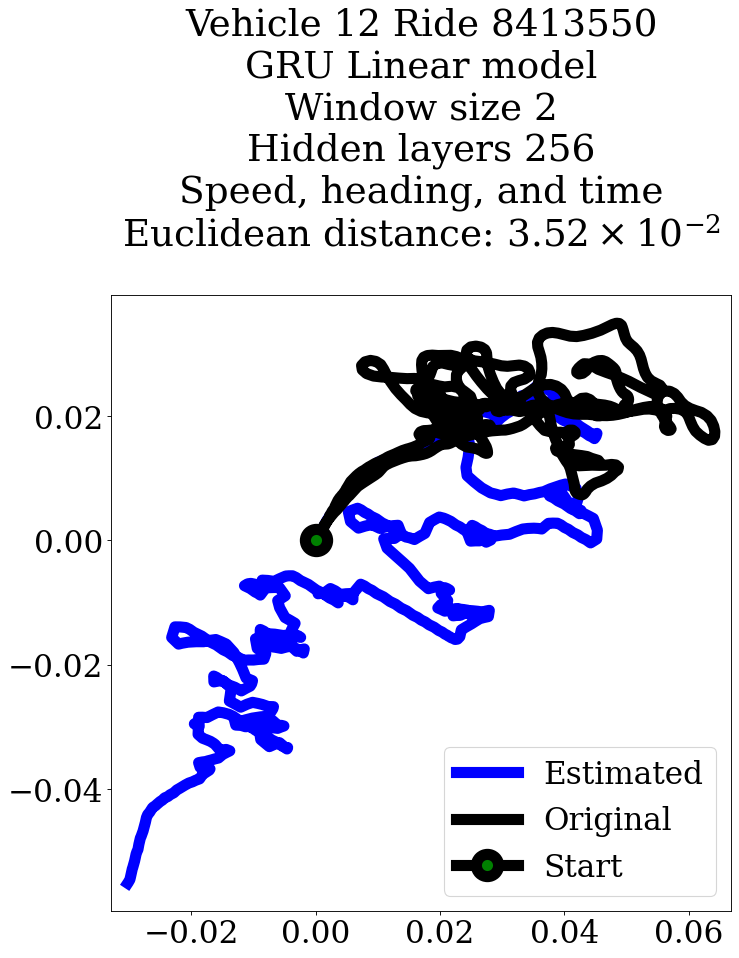 Vehicle 12 Ride 8413550
GRU Linear model
Window size 2
Hidden layers 256
Speed, heading, and time
Euclidean distance: 3.52 × 10⁻²
0.02
0.00
−0.02
−0.04
−0.02
0.00
0.02
0.04
0.06
Estimated
Original
Start